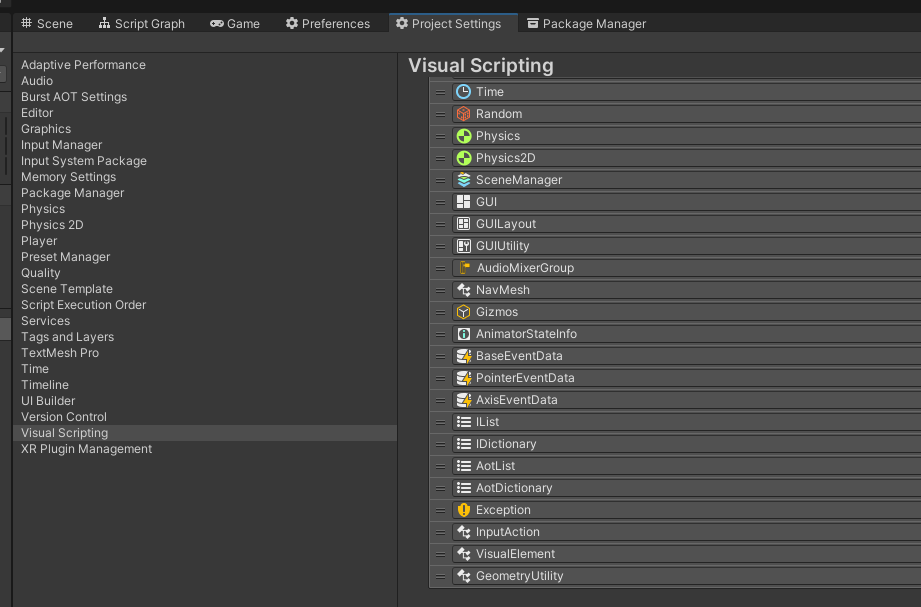 Scene Script Graph Game Preferences Project Settings Package Manager
Adaptive Performance
Audio
Burst AOT Settings
Editor
Graphics
Input Manager
Input System Package
Memory Settings
Package Manager
Physics
Physics 2D
Player
Preset Manager
Quality
Scene Template
Script Execution Order
Services
Tags and Layers
TextMesh Pro
Time
Timeline
UI Builder
Version Control
Visual Scripting
XR Plugin Management
Visual Scripting
Time
Random
Physics
Physics2D
SceneManager
GUI
GUILayout
GUIUtility
AudioMixerGroup
NavMesh
Gizmos
AnimatorStateInfo
BaseEventData
PointerEventData
AxisEventData
IList
IDictionary
AotList
AotDictionary
Exception
InputAction
VisualElement
GeometryUtility